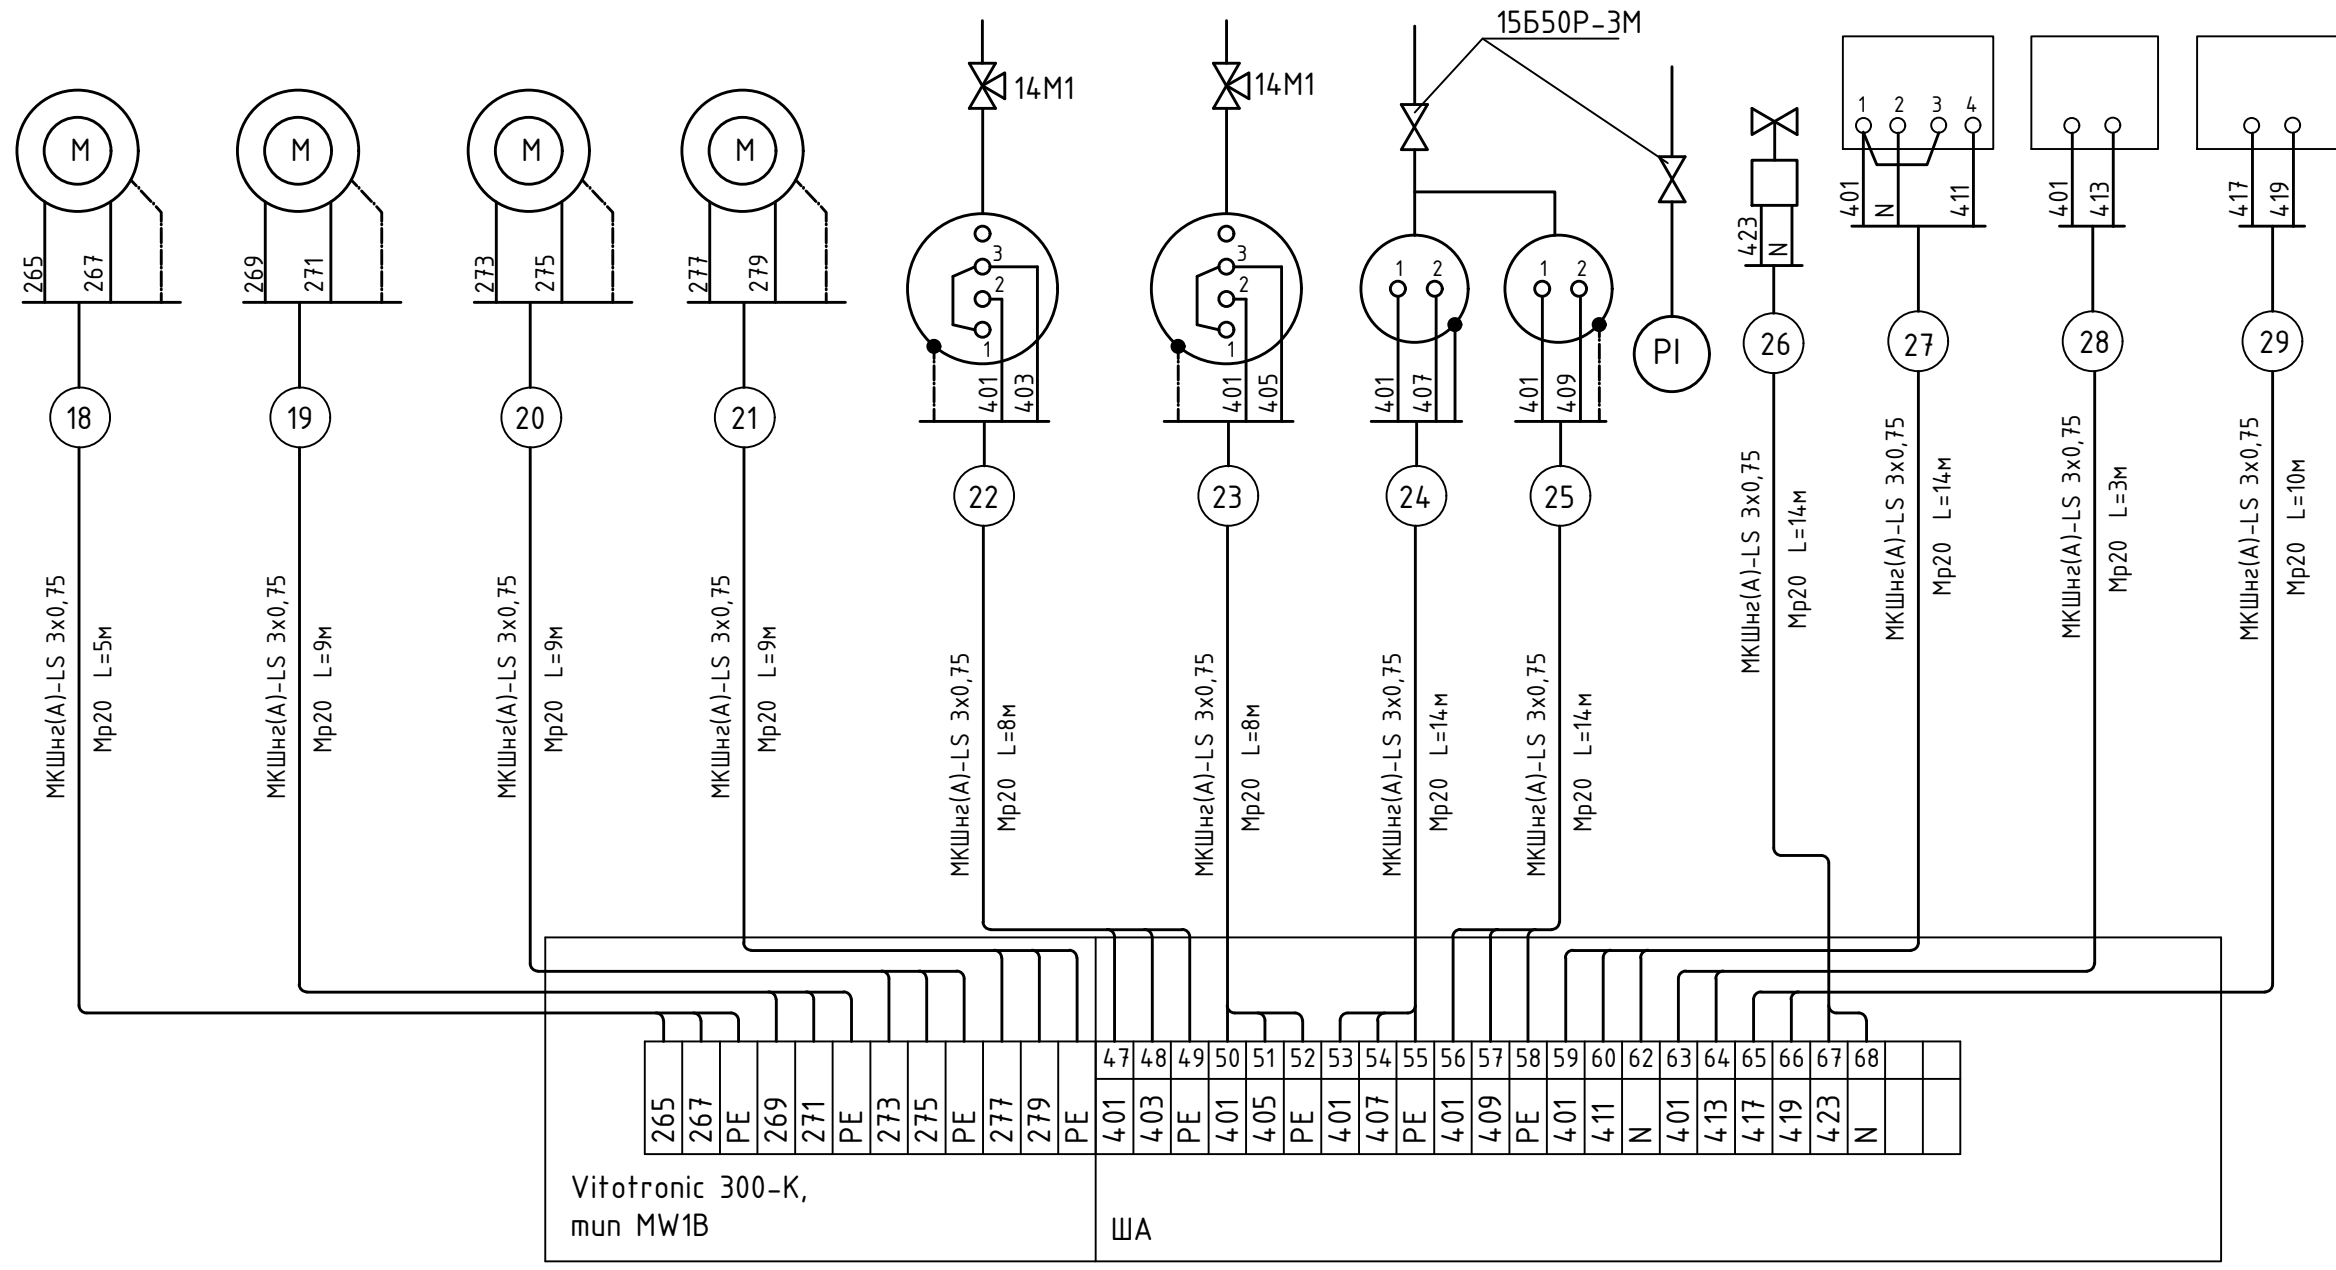 15Б50Р-3М
14М1
14М1
М
М
М
М
1
2
3
4
3
2
1
3
2
1
1
2
1
2
PI
265
267
269
271
273
275
277
279
401
403
401
405
401
407
401
409
423
N
401
N
411
401
413
417
419
18
19
20
21
22
23
24
25
26
27
28
29
МКШнг(А)-LS 3х0,75
Мр20 L=5м
МКШнг(А)-LS 3х0,75
Мр20 L=9м
МКШнг(А)-LS 3х0,75
Мр20 L=9м
МКШнг(А)-LS 3х0,75
Мр20 L=9м
МКШнг(А)-LS 3х0,75
Мр20 L=8м
МКШнг(А)-LS 3х0,75
Мр20 L=8м
МКШнг(А)-LS 3х0,75
Мр20 L=14м
МКШнг(А)-LS 3х0,75
Мр20 L=14м
МКШнг(А)-LS 3х0,75
Мр20 L=14м
МКШнг(А)-LS 3х0,75
Мр20 L=14м
МКШнг(А)-LS 3х0,75
Мр20 L=3м
МКШнг(А)-LS 3х0,75
Мр20 L=10м
47 48 49 50 51 52 53 54 55 56 57 58 59 60 62 63 64 65 66 67 68
265 267 PE 269 271 PE 273 275 PE 277 279 PE 401 403 PE 401 405 PE 401 407 PE 401 409 PE 401 411 N 401 413 417 419 423 N
Vitotronic 300-K,
тип MW1B
ША